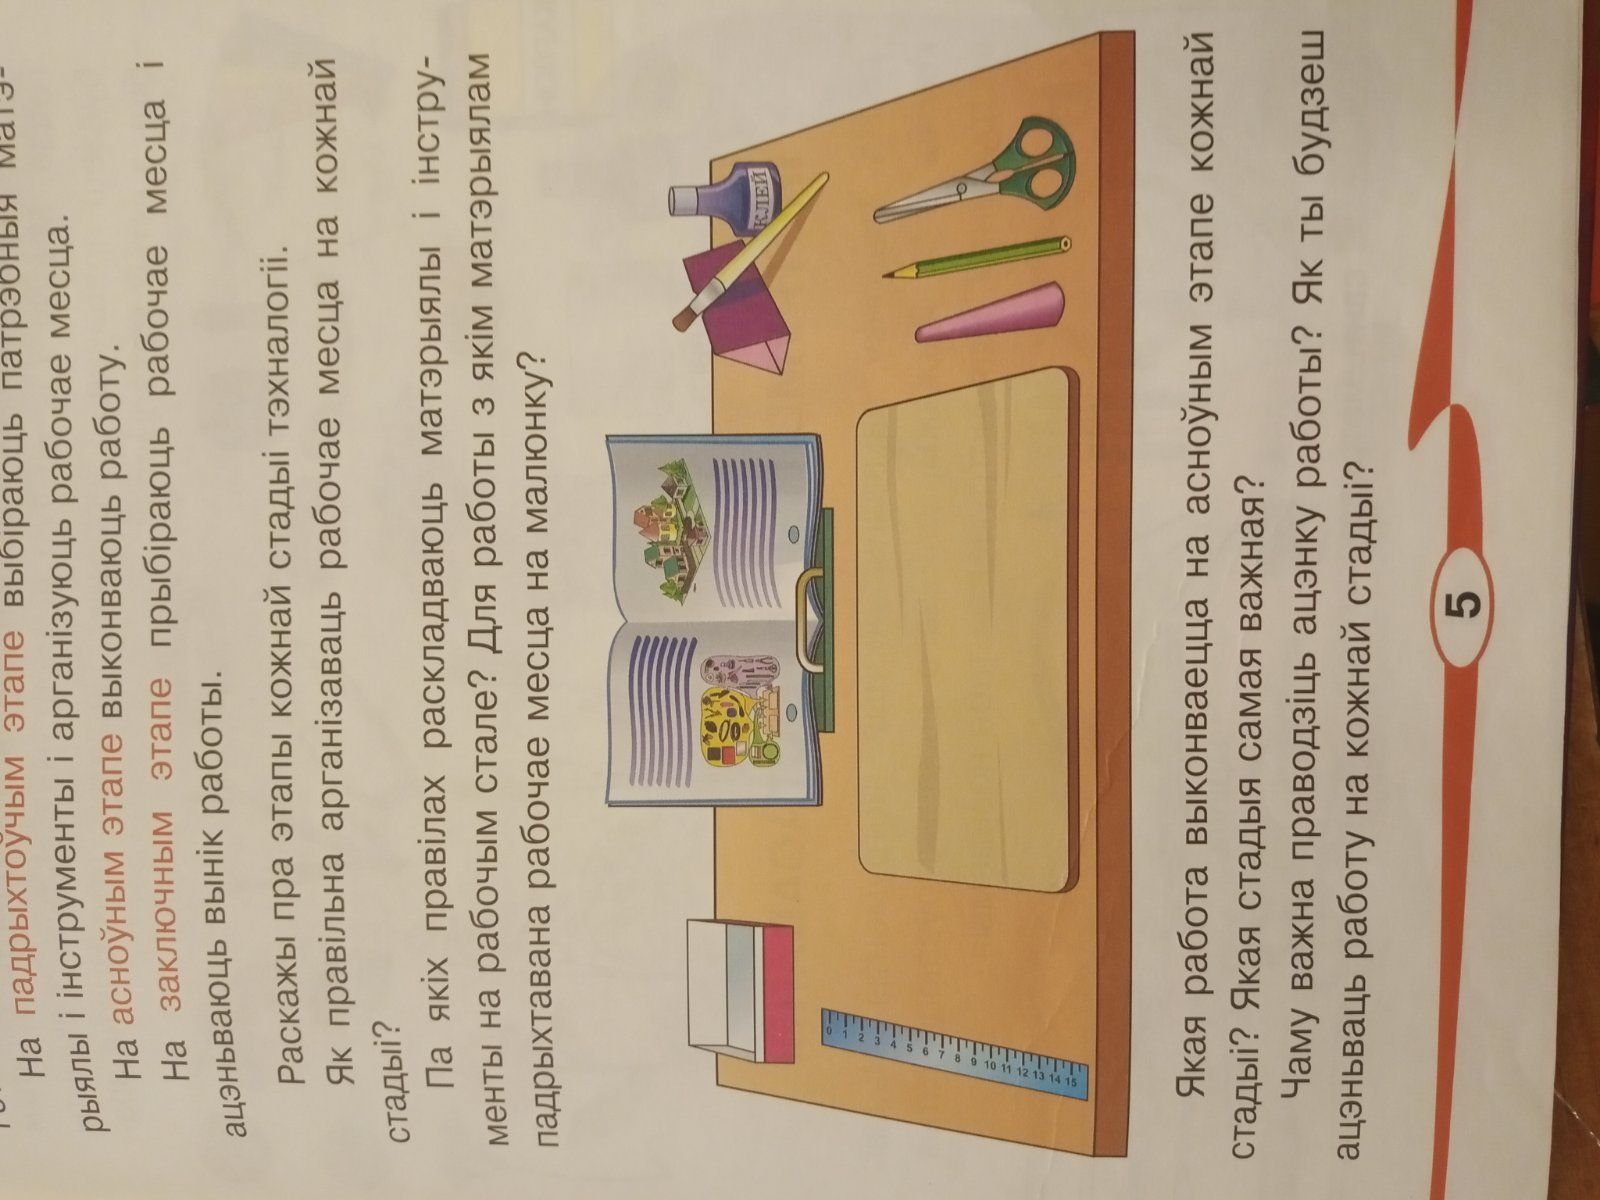 На падрыхтоўчым этапе выбіраюць патрэбныя матэ-
рыялы і інструменты і арганізуюць рабочае месца.
На асноўным этапе выконваюць работу.
На заключным этапе прыбіраюць рабочае месца і
ацэньваюць вынік работы.
Раскажы пра этапы кожнай стадыі тэхналогіі.
Як правільна арганізаваць рабочае месца на кожнай
стадыі?
Па якіх правілах раскладваюць матэрыялы і інстру-
менты на рабочым стале? Для работы з якім матэрыялам
падрыхтавана рабочае месца на малюнку?
КЛЕЙ
0 1 2 3 4 5 6 7 8 9 10 11 12 13 14 15
Якая работа выконваецца на асноўным этапе кожнай
стадыі? Якая стадыя самая важная?
Чаму важна праводзіць ацэнку работы? Як ты будзеш
ацэньваць работу на кожнай стадыі?
5